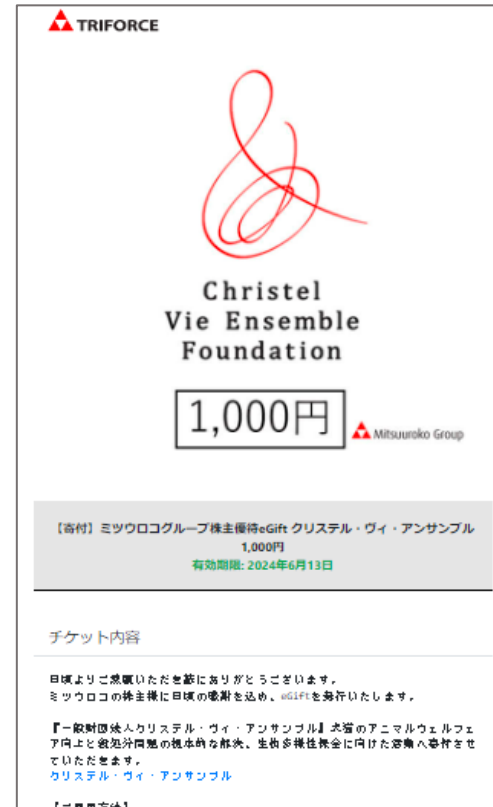 TRIFORCE
Christel
Vie Ensemble
Foundation
1,000円
Mitsuuroko Group
【寄付】ミツウロコグループ株主優待eGift クリステル・ヴィ・アンサンブル
1,000円
有効期限: 2024年6月13日
チケット内容
日頃よりご愛顧いただき誠にありがとうございます。
ミツウロコの株主様に日頃の感謝を込め、eGiftを発行いたします。
『一般財団法人クリステル・ヴィ・アンサンブル』犬猫のアニマルウェルフェ
ア向上と殺処分問題の根本的な解決、生物多様性保全に向けた活動へ寄付させ
ていただきます。
クリステル・ヴィ・アンサンブル